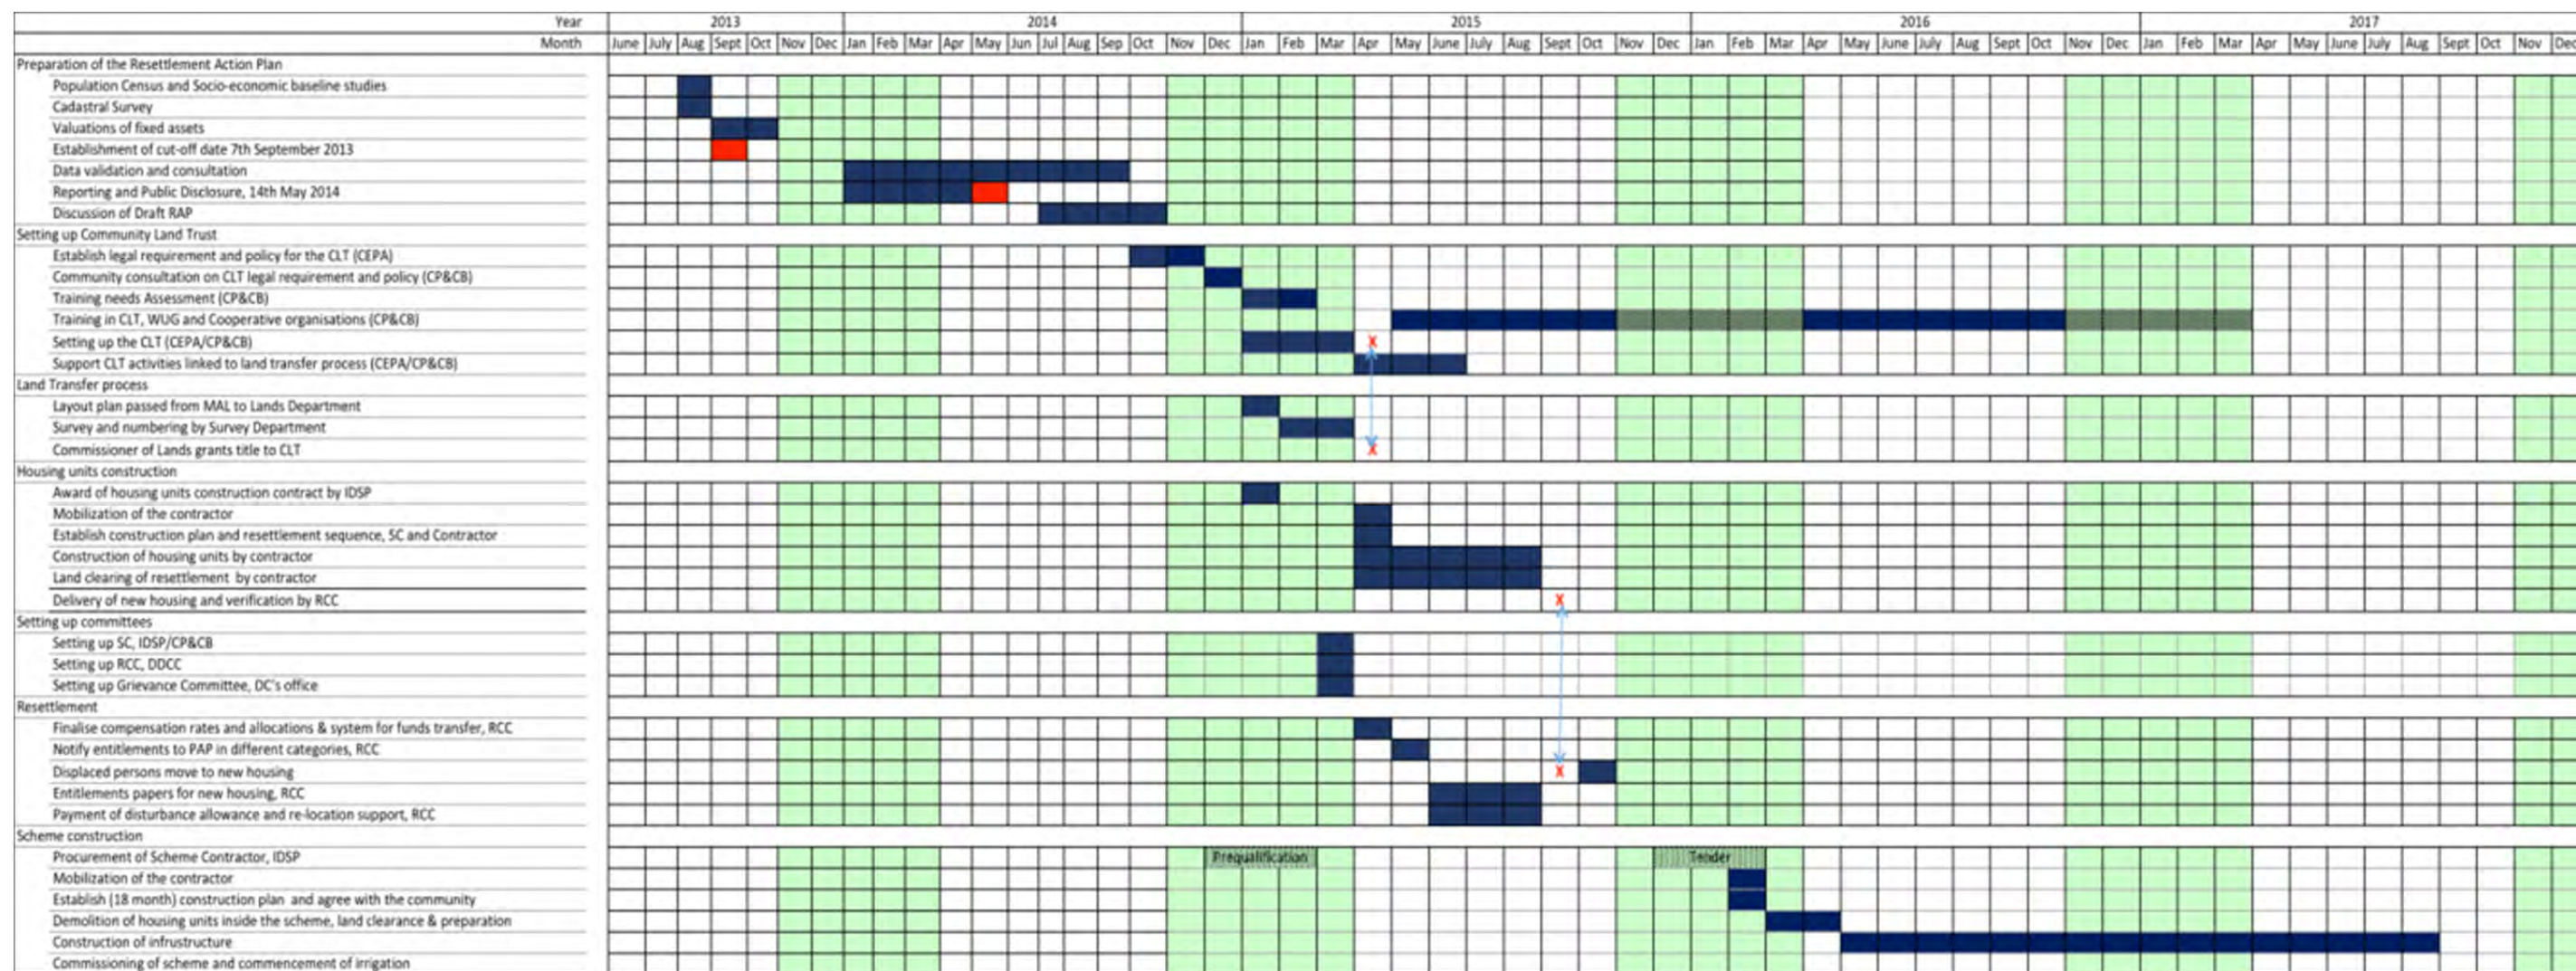 Year 2013 2014 2015 2016 2017
Month June July Aug Sept Oct Nov Dec Jan Feb Mar Apr May Jun Jul Aug Sep Oct Nov Dec Jan Feb Mar Apr May June July Aug Sept Oct Nov Dec Jan Feb Mar Apr May June July Aug Sept Oct Nov Dec Jan Feb Mar Apr May June July Aug Sept Oct Nov Dec
Preparation of the Resettlement Action Plan
Population Census and Socio-economic baseline studies
Cadastral Survey
Valuations of fixed assets
Establishment of cut-off date 7th September 2013
Data validation and consultation
Reporting and Public Disclosure, 14th May 2014
Discussion of Draft RAP
Setting up Community Land Trust
Establish legal requirement and policy for the CLT (CEPA)
Community consultation on CLT legal requirement and policy (CP&CB)
Training needs Assessment (CP&CB)
Training in CLT, WUG and Cooperative organisations (CP&CB)
Setting up the CLT (CEPA/CP&CB) X
Support CLT activities linked to land transfer process (CEPA/CP&CB)
Land Transfer process
Layout plan passed from MAL to Lands Department
Survey and numbering by Survey Department
Commissioner of Lands grants title to CLT X
Housing units construction
Award of housing units construction contract by IDSP
Mobilization of the contractor
Establish construction plan and resettlement sequence, SC and Contractor
Construction of housing units by contractor
Land clearing of resettlement by contractor
Delivery of new housing and verification by RCC X
Setting up committees
Setting up SC, IDSP/CP&CB
Setting up RCC, DDCC
Setting up Grievance Committee, DC's office
Resettlement
Finalise compensation rates and allocations & system for funds transfer, RCC
Notify entitlements to PAP in different categories, RCC
Displaced persons move to new housing X
Entitlements papers for new housing, RCC
Payment of disturbance allowance and re-location support, RCC
Scheme construction
Procurement of Scheme Contractor, IDSP Prequalification Tender
Mobilization of the contractor
Establish (18 month) construction plan and agree with the community
Demolition of housing units inside the scheme, land clearance & preparation
Construction of infrustructure
Commissioning of scheme and commencement of irrigation